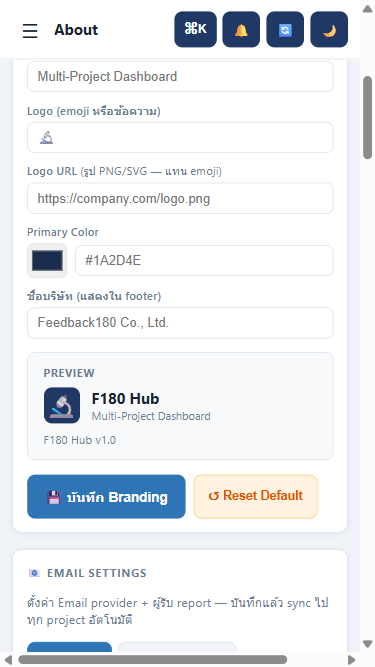 About
⌘K
Multi-Project Dashboard
Logo (emoji หรือข้อความ)
Logo URL (รูป PNG/SVG — แทน emoji)
https://company.com/logo.png
Primary Color
#1A2D4E
ชื่อบริษัท (แสดงใน footer)
Feedback180 Co., Ltd.
PREVIEW
F180 Hub
Multi-Project Dashboard
F180 Hub v1.0
บันทึก Branding
↺ Reset Default
EMAIL SETTINGS
ตั้งค่า Email provider + ผู้รับ report — บันทึกแล้ว sync ไป
ทุก project อัตโนมัติ